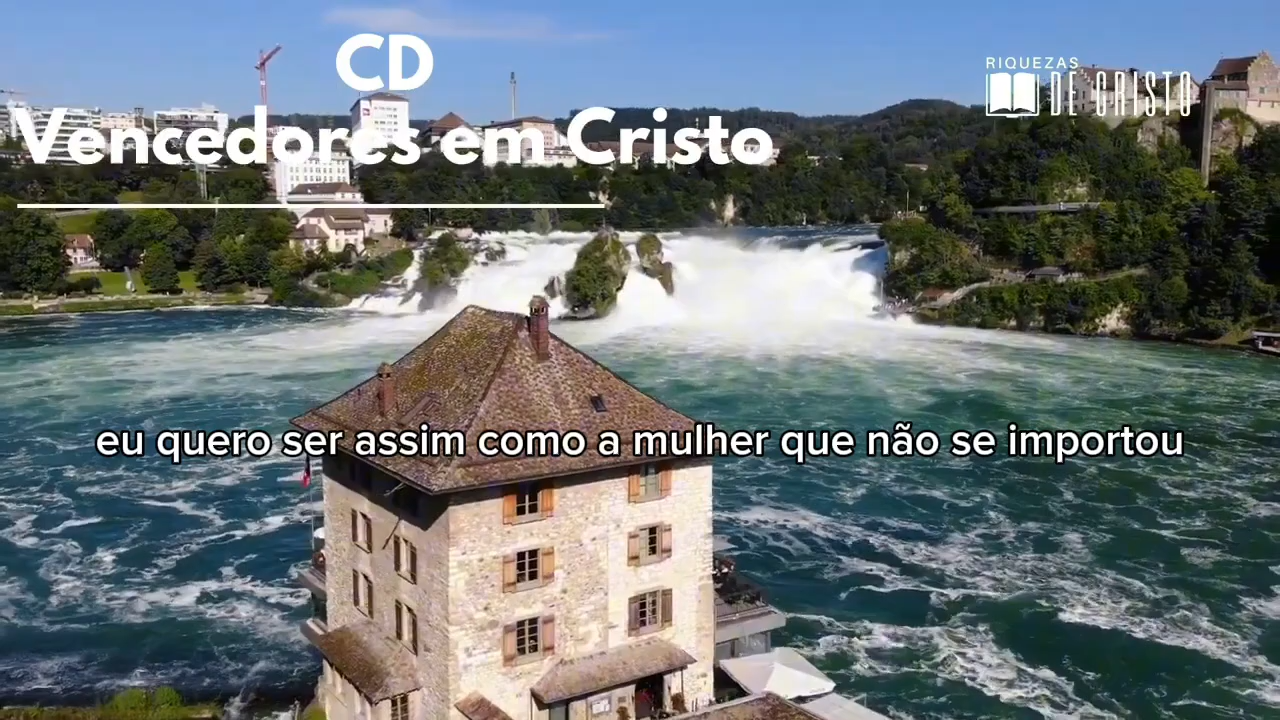 CD
Vencedores em Cristo
RIQUEZAS
DE CRISTO
eu quero ser assim como a mulher que não se importou